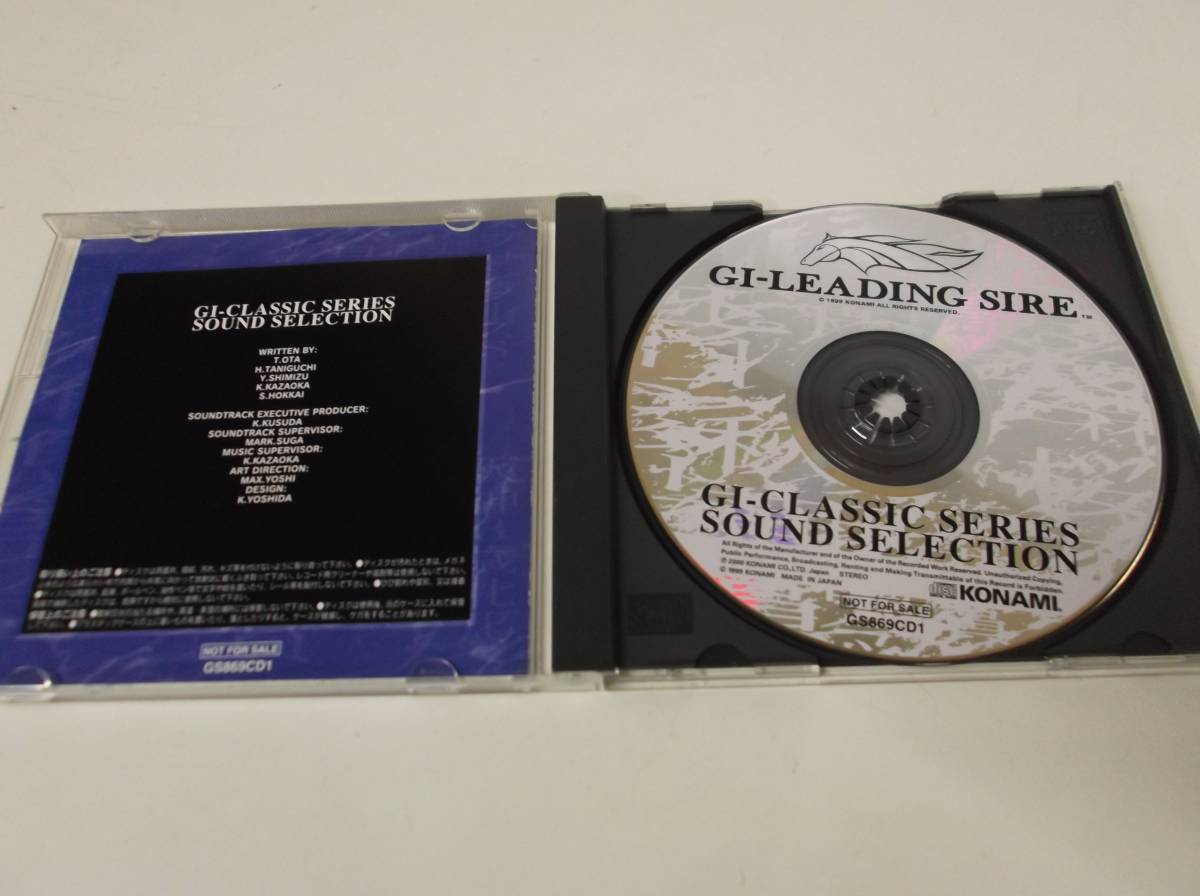 GI-CLASSIC SERIES
SOUND SELECTION
WRITTEN BY:
T.OTA
H.TANIGUCHI
Y.SHIMIZU
K.KAZAOKA
S.HOKKAI
SOUNDTRACK EXECUTIVE PRODUCER:
K.KUSUDA
SOUNDTRACK SUPERVISOR:
MARK.SUGA
MUSIC SUPERVISOR:
K.KAZAOKA
ART DIRECTION:
MAX.YOSHI
DESIGN:
K.YOSHIDA
NOT FOR SALE
GS869CD1
GI-LEADING SIRE™
© 1999 KONAMI ALL RIGHTS RESERVED.
GI-CLASSIC SERIES
SOUND SELECTION
All Rights of the Manufacturer and of the Owner of the Recorded Work Reserved. Unauthorized Copying,
Public Performance, Broadcasting, Renting and Making Transmittable of this Record is Forbidden.
℗ 2000 KONAMI CO.,LTD. Japan STEREO
© 1999 KONAMI MADE IN JAPAN
KONAMI
NOT FOR SALE
GS869CD1